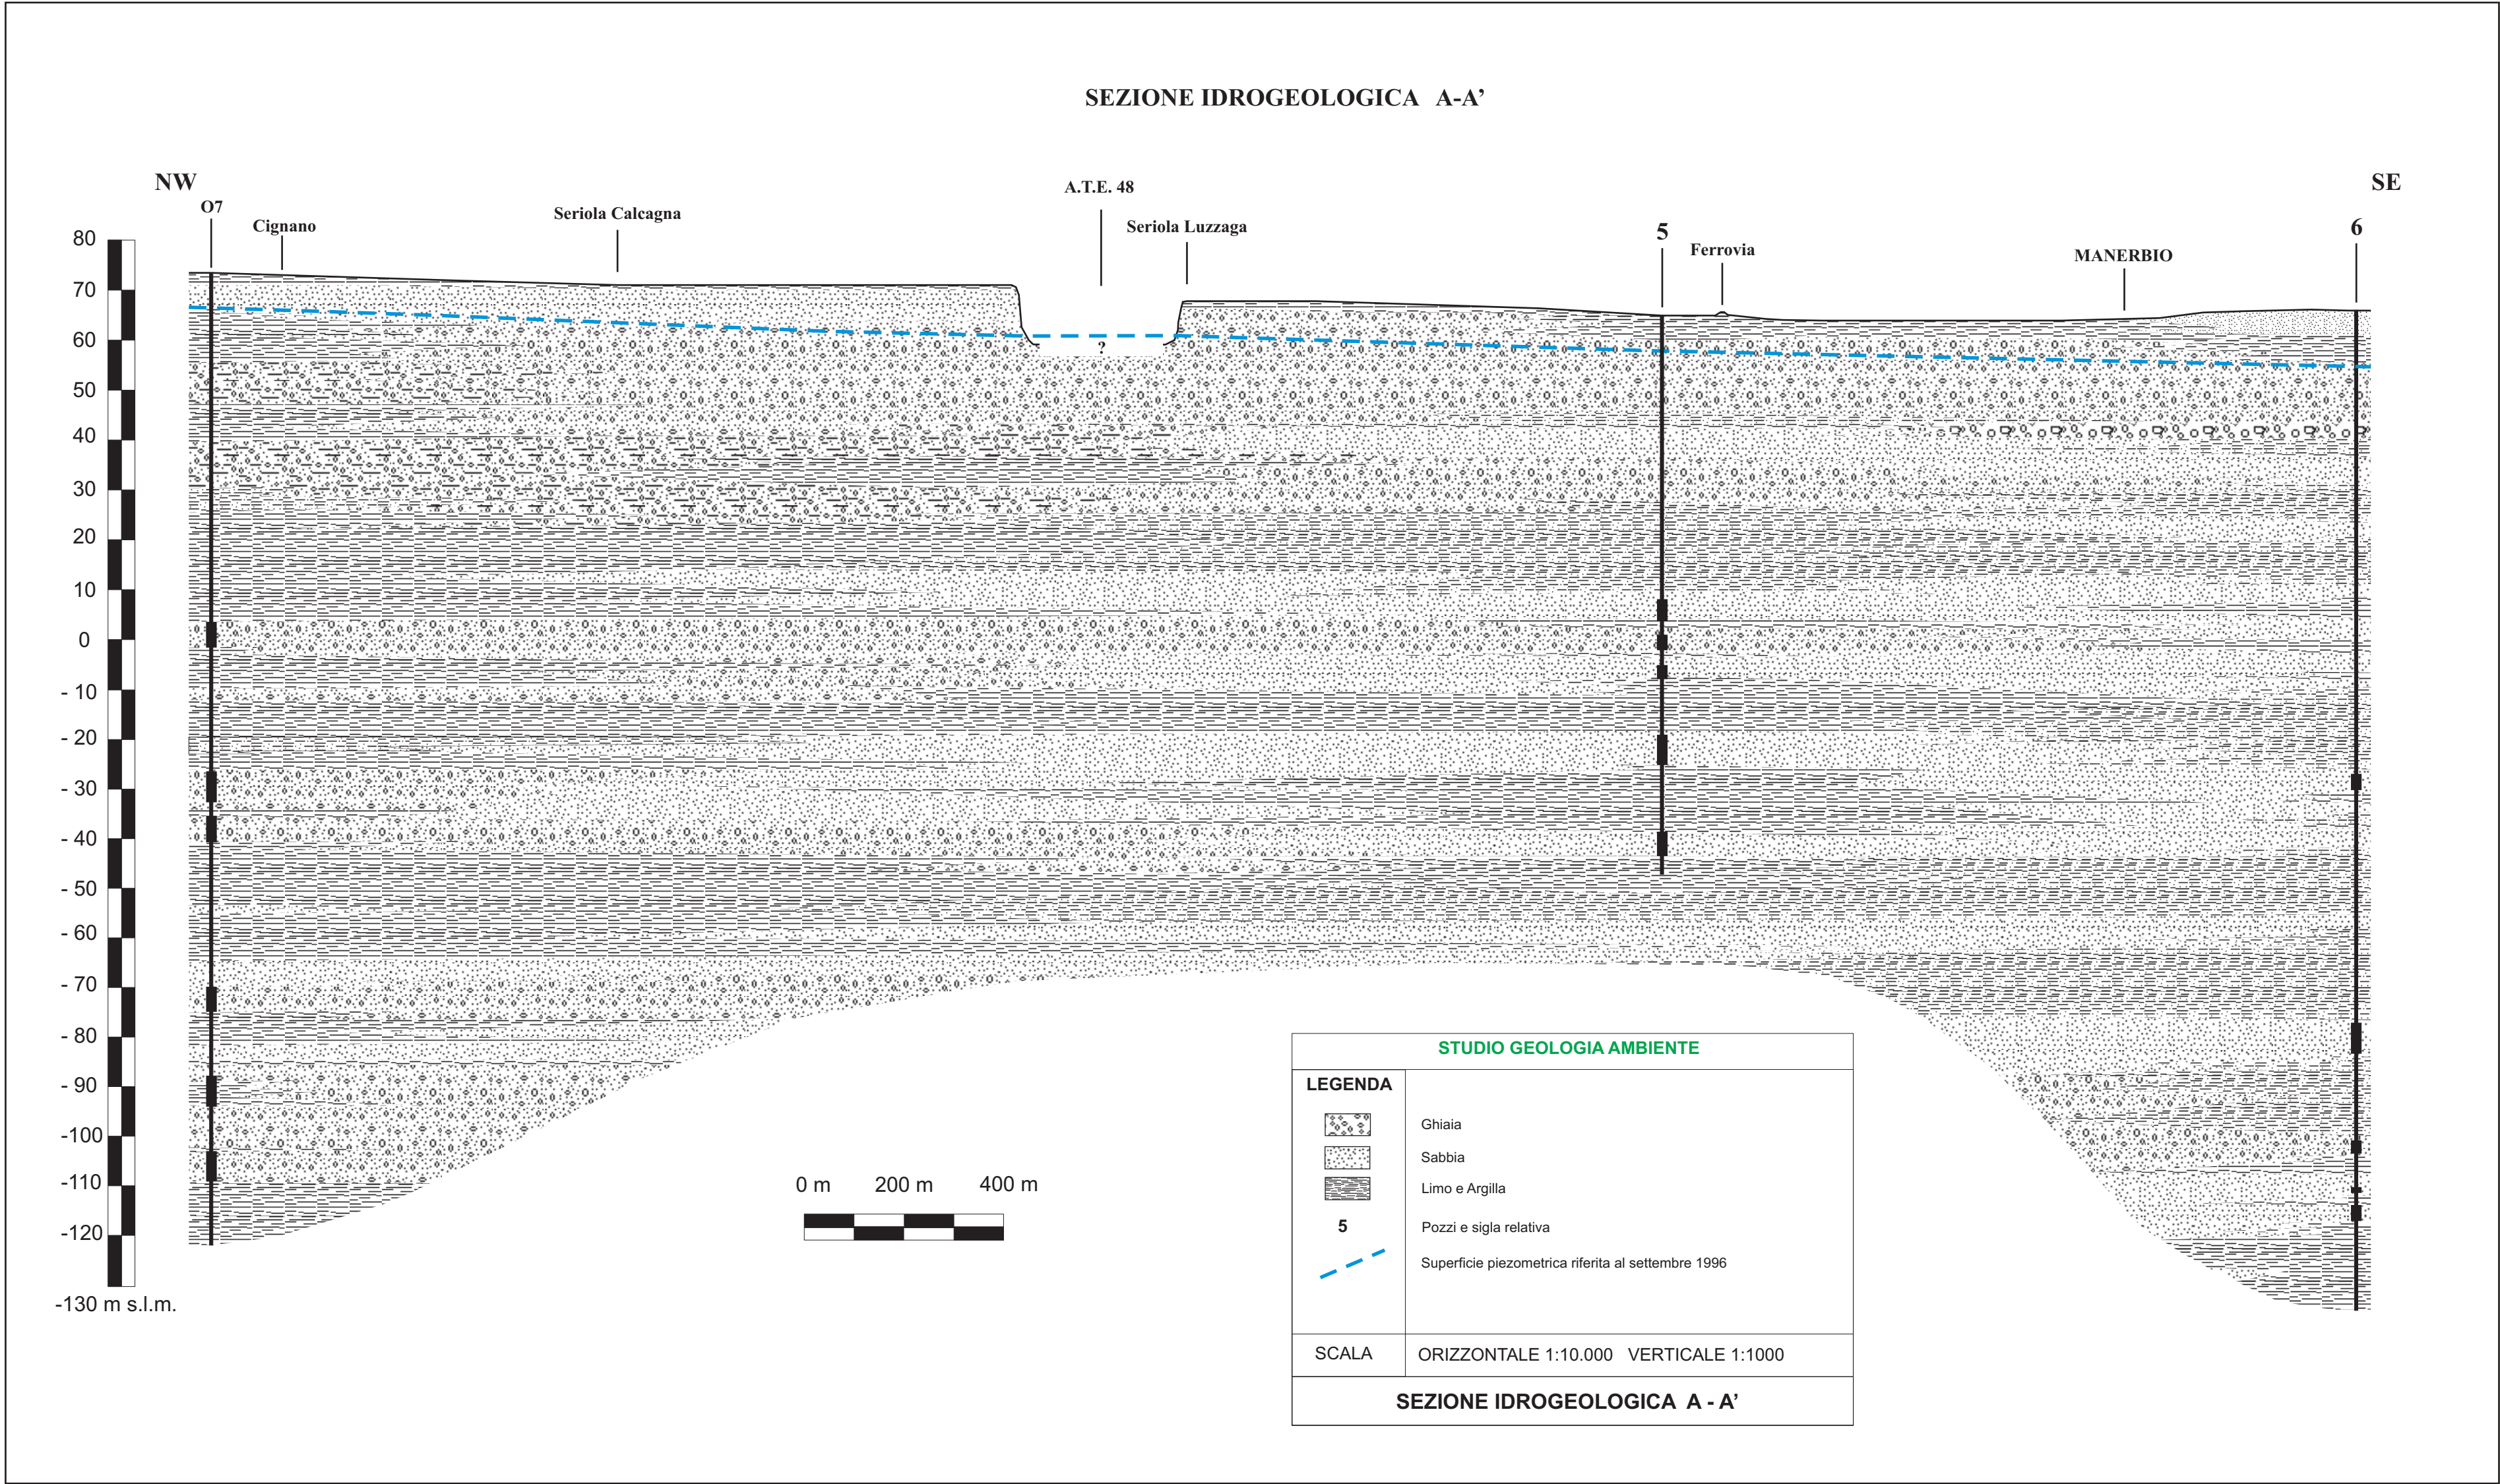 SEZIONE IDROGEOLOGICA A-A’
NW
SE
O7
Cignano
Seriola Calcagna
A.T.E. 48
Seriola Luzzaga
5
Ferrovia
MANERBIO
6
80
70
60
50
40
30
20
10
0
- 10
- 20
- 30
- 40
- 50
- 60
- 70
- 80
- 90
-100
-110
-120
-130 m s.l.m.
?
0 m 200 m 400 m
STUDIO GEOLOGIA AMBIENTE
LEGENDA
Ghiaia
Sabbia
Limo e Argilla
5 Pozzi e sigla relativa
Superficie piezometrica riferita al settembre 1996
SCALA ORIZZONTALE 1:10.000 VERTICALE 1:1000
SEZIONE IDROGEOLOGICA A - A’